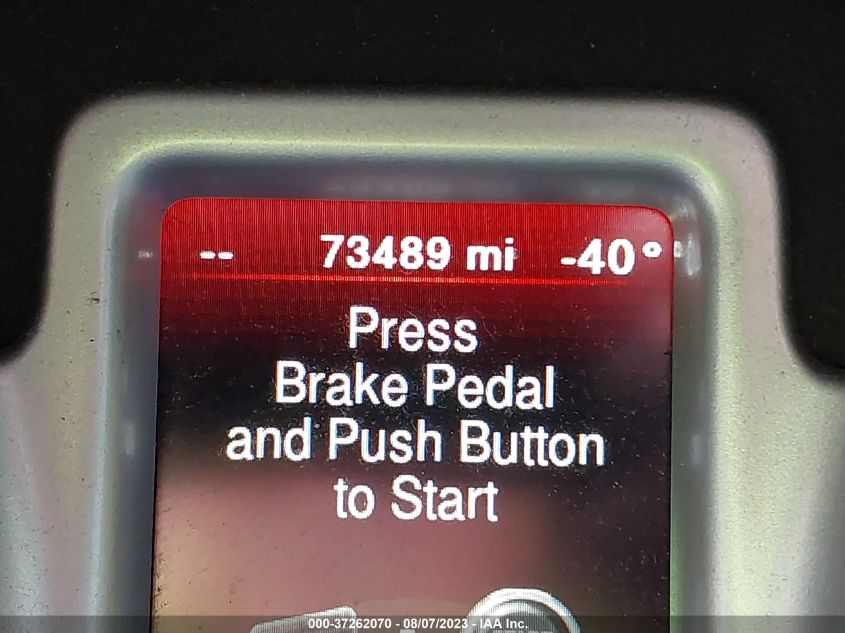 -- 73489 mi -40°
Press
Brake Pedal
and Push Button
to Start
000-37262070 - 08/07/2023 - IAA Inc.